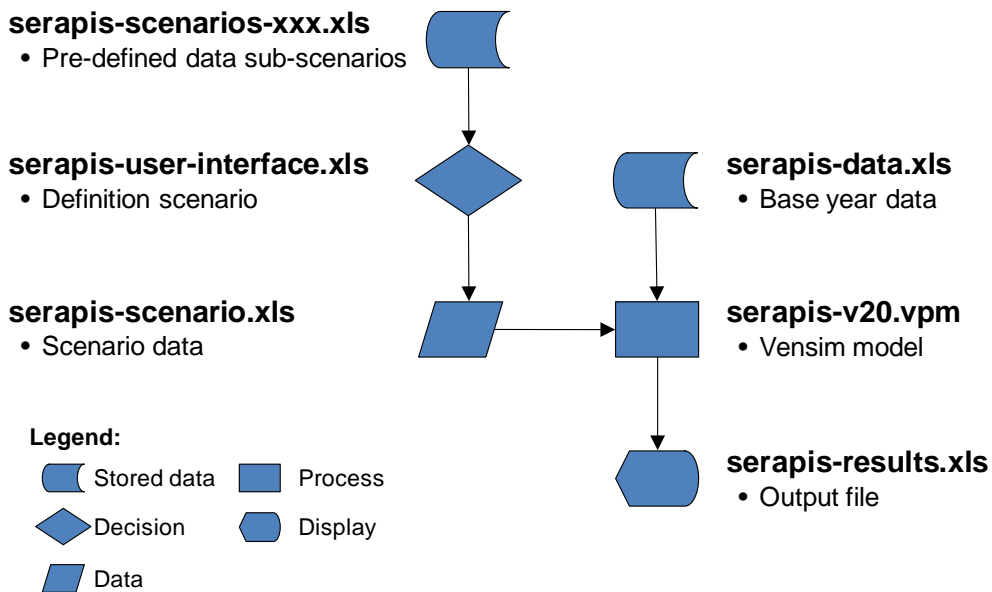 serapis-scenarios-xxx.xls
• Pre-defined data sub-scenarios
serapis-user-interface.xls
• Definition scenario
serapis-data.xls
• Base year data
serapis-scenario.xls
• Scenario data
serapis-v20.vpm
• Vensim model
serapis-results.xls
• Output file
Legend:
Stored data
Process
Decision
Display
Data